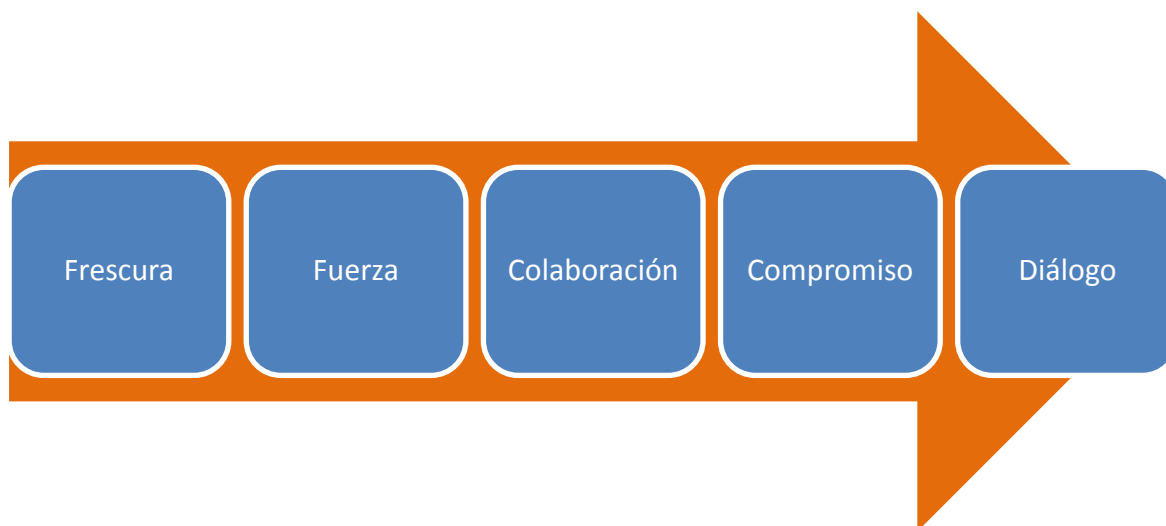 Frescura
Fuerza
Colaboración
Compromiso
Diálogo